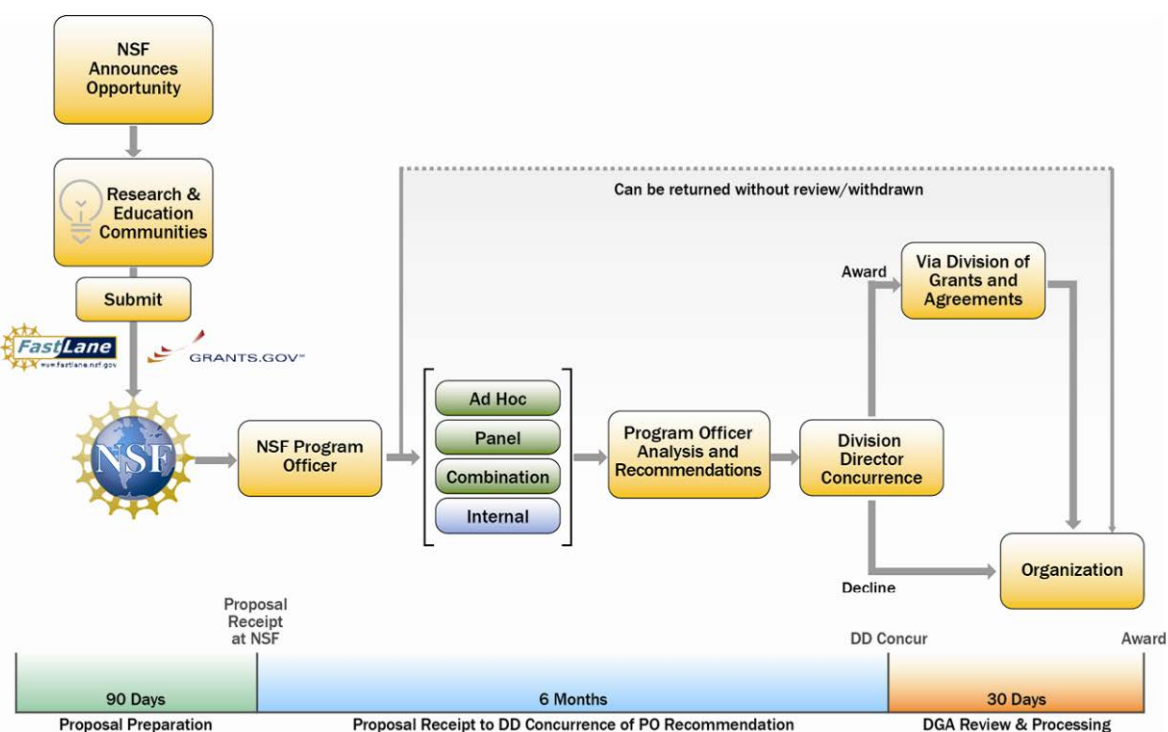 NSF
Announces
Opportunity
Research &
Education
Communities
Submit
FastLane
www.fastlane.nsf.gov
GRANTS.GOV℠
NSF
NSF Program
Officer
Can be returned without review/withdrawn
Ad Hoc
Panel
Combination
Internal
Program Officer
Analysis and
Recommendations
Division
Director
Concurrence
Award
Via Division of
Grants and
Agreements
Decline
Organization
Proposal
Receipt
at NSF
DD Concur
Award
90 Days
6 Months
30 Days
Proposal Preparation
Proposal Receipt to DD Concurrence of PO Recommendation
DGA Review & Processing